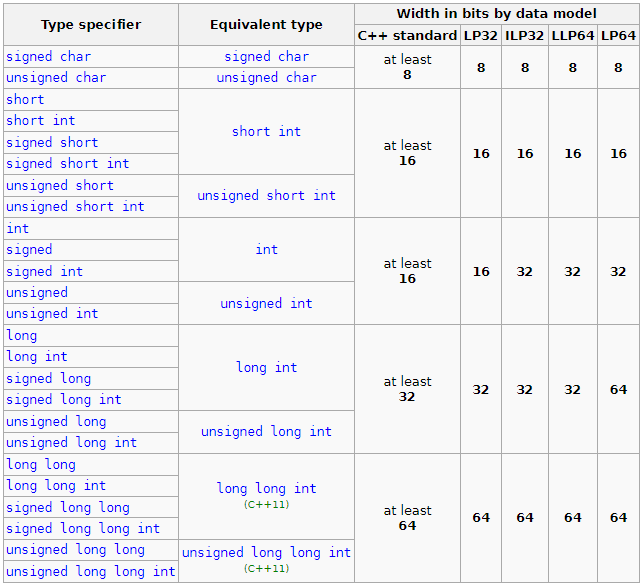 Type specifier Equivalent type Width in bits by data model
C++ standard LP32 ILP32 LLP64 LP64
signed char signed char at least 8 8 8 8 8
unsigned char unsigned char
short short int at least 16 16 16 16 16
short int
signed short
signed short int
unsigned short unsigned short int
unsigned short int
int int at least 16 16 32 32 32
signed
signed int
unsigned unsigned int
unsigned int
long long int at least 32 32 32 32 64
long int
signed long
signed long int
unsigned long unsigned long int
unsigned long int
long long long long int (C++11) at least 64 64 64 64 64
long long int
signed long long
signed long long int
unsigned long long unsigned long long int (C++11)
unsigned long long int